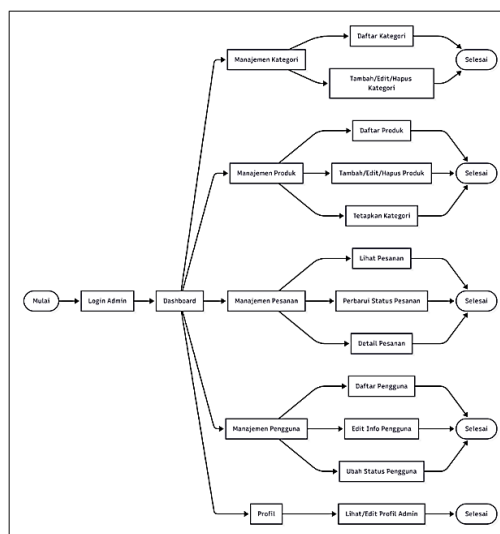 Daftar Kategori
Manajemen Kategori
Selesai
Tambah/Edit/Hapus
Kategori
Daftar Produk
Manajemen Produk
Tambah/Edit/Hapus Produk
Selesai
Tetapkan Kategori
Lihat Pesanan
Mulai
Login Admin
Dashboard
Manajemen Pesanan
Perbarui Status Pesanan
Selesai
Detail Pesanan
Daftar Pengguna
Manajemen Pengguna
Edit Info Pengguna
Selesai
Ubah Status Pengguna
Profil
Lihat/Edit Profil Admin
Selesai